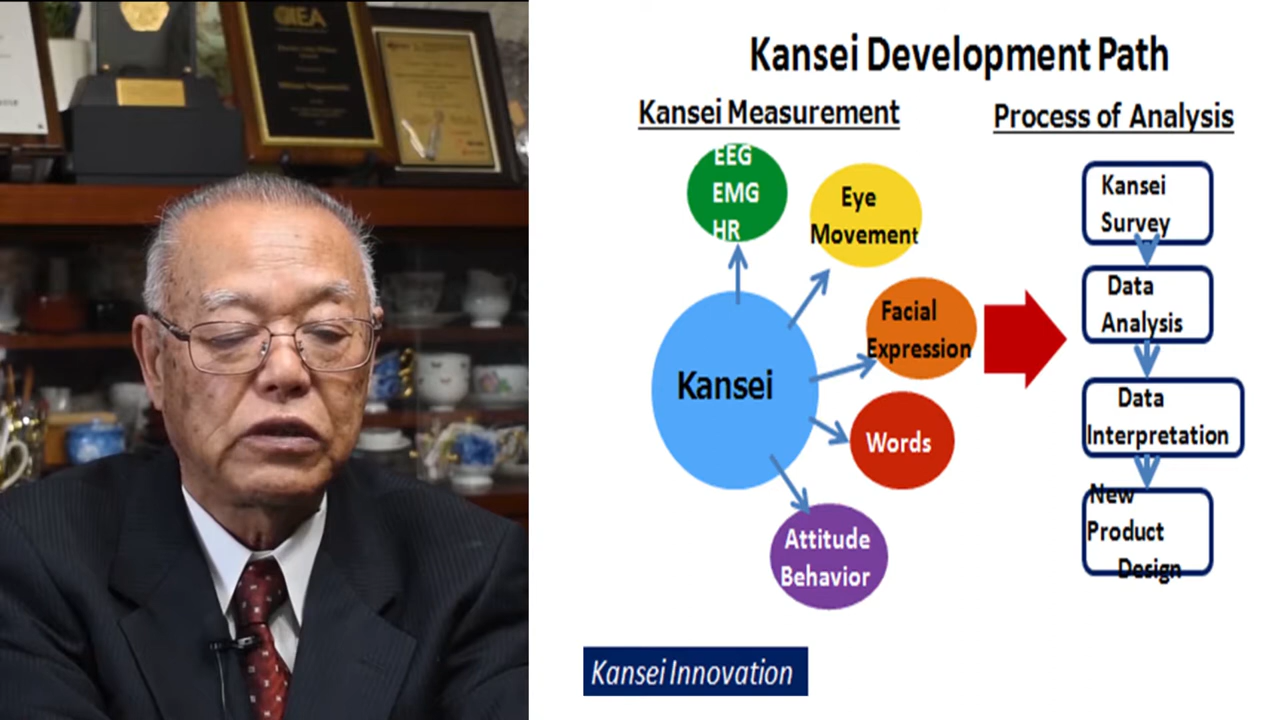 IEA
Kansei Development Path
Kansei Measurement
Process of Analysis
EEG
EMG
HR
Eye
Movement
Facial
Expression
Kansei
Words
Attitude
Behavior
Kansei
Survey
Data
Analysis
Data
Interpretation
New
Product
Design
Kansei Innovation